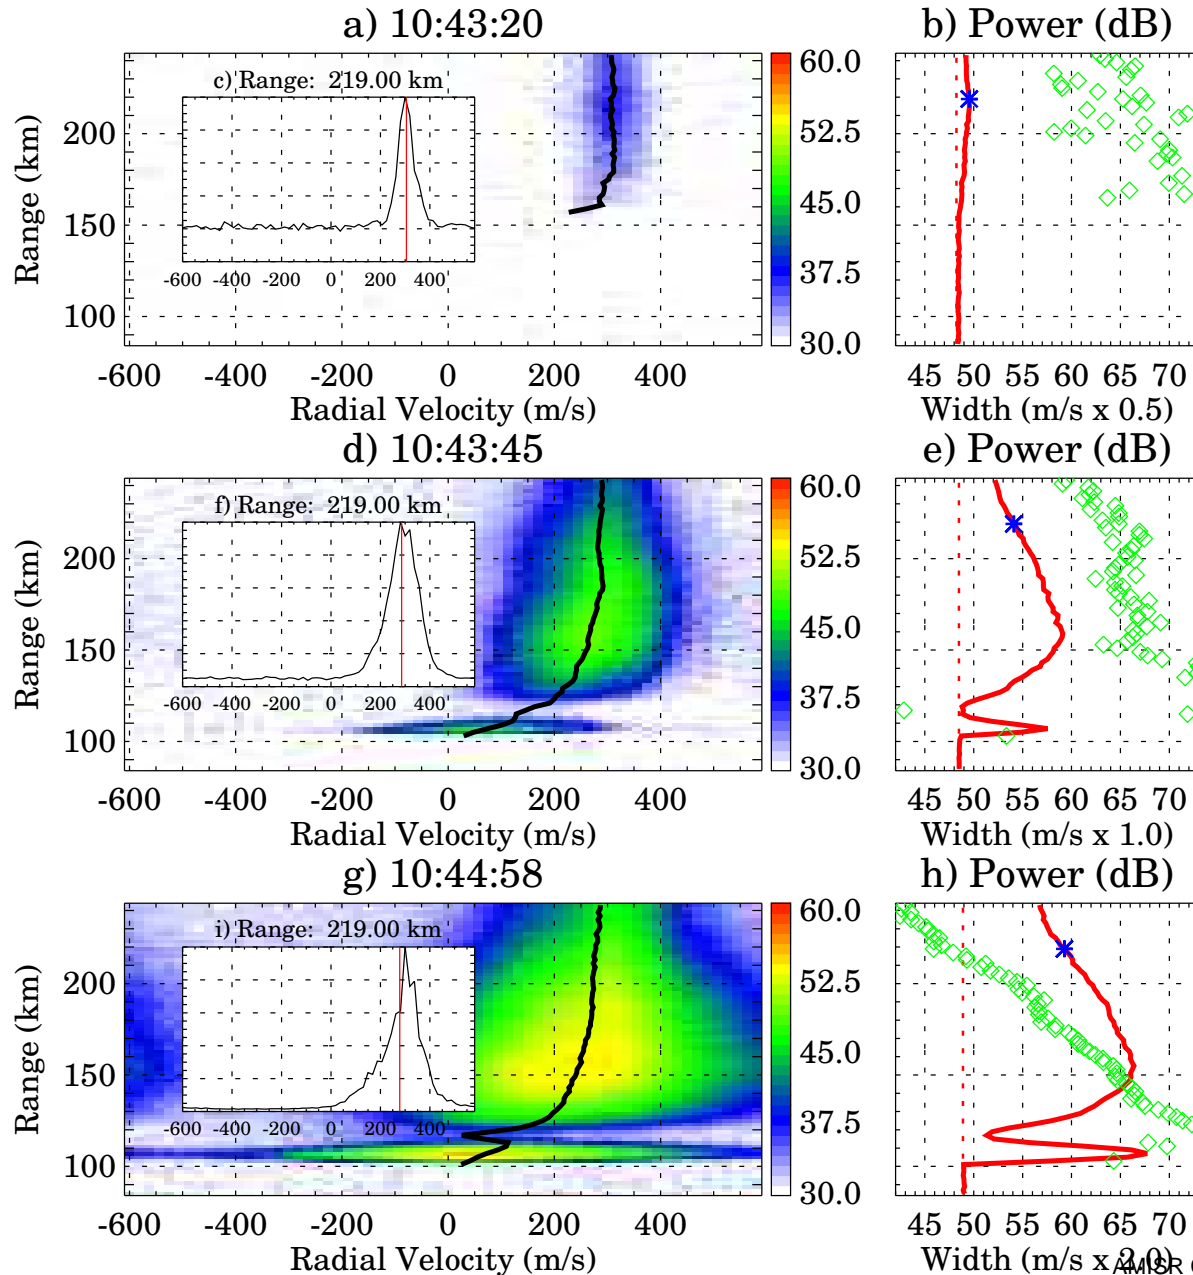 a) 10:43:20
b) Power (dB)
c) Range: 219.00 km
Range (km)
200
150
100
-600 -400 -200 0 200 400
-600 -400 -200 0 200 400
Radial Velocity (m/s)
60.0
52.5
45.0
37.5
30.0
45 50 55 60 65 70
Width (m/s x 0.5)
d) 10:43:45
e) Power (dB)
f) Range: 219.00 km
Range (km)
200
150
100
-600 -400 -200 0 200 400
-600 -400 -200 0 200 400
Radial Velocity (m/s)
60.0
52.5
45.0
37.5
30.0
45 50 55 60 65 70
Width (m/s x 1.0)
g) 10:44:58
h) Power (dB)
i) Range: 219.00 km
Range (km)
200
150
100
-600 -400 -200 0 200 400
-600 -400 -200 0 200 400
Radial Velocity (m/s)
60.0
52.5
45.0
37.5
30.0
45 50 55 60 65 70
Width (m/s x 2.0)
AMISR